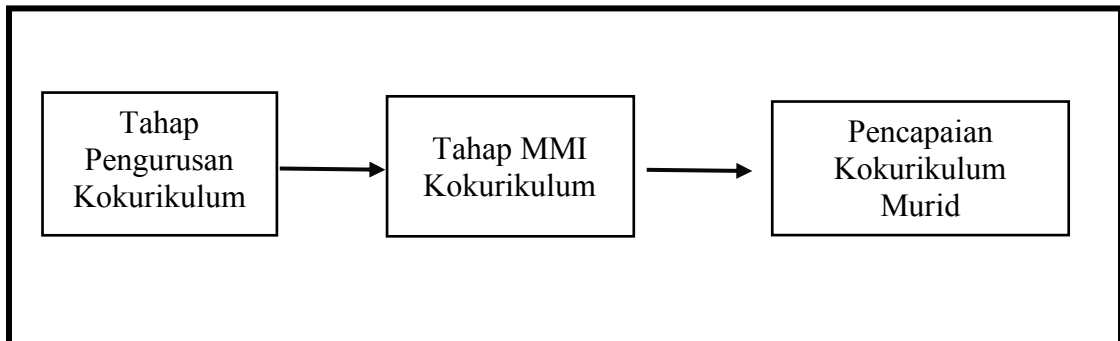 Tahap
Pengurusan
Kokurikulum
Tahap MMI
Kokurikulum
Pencapaian
Kokurikulum
Murid